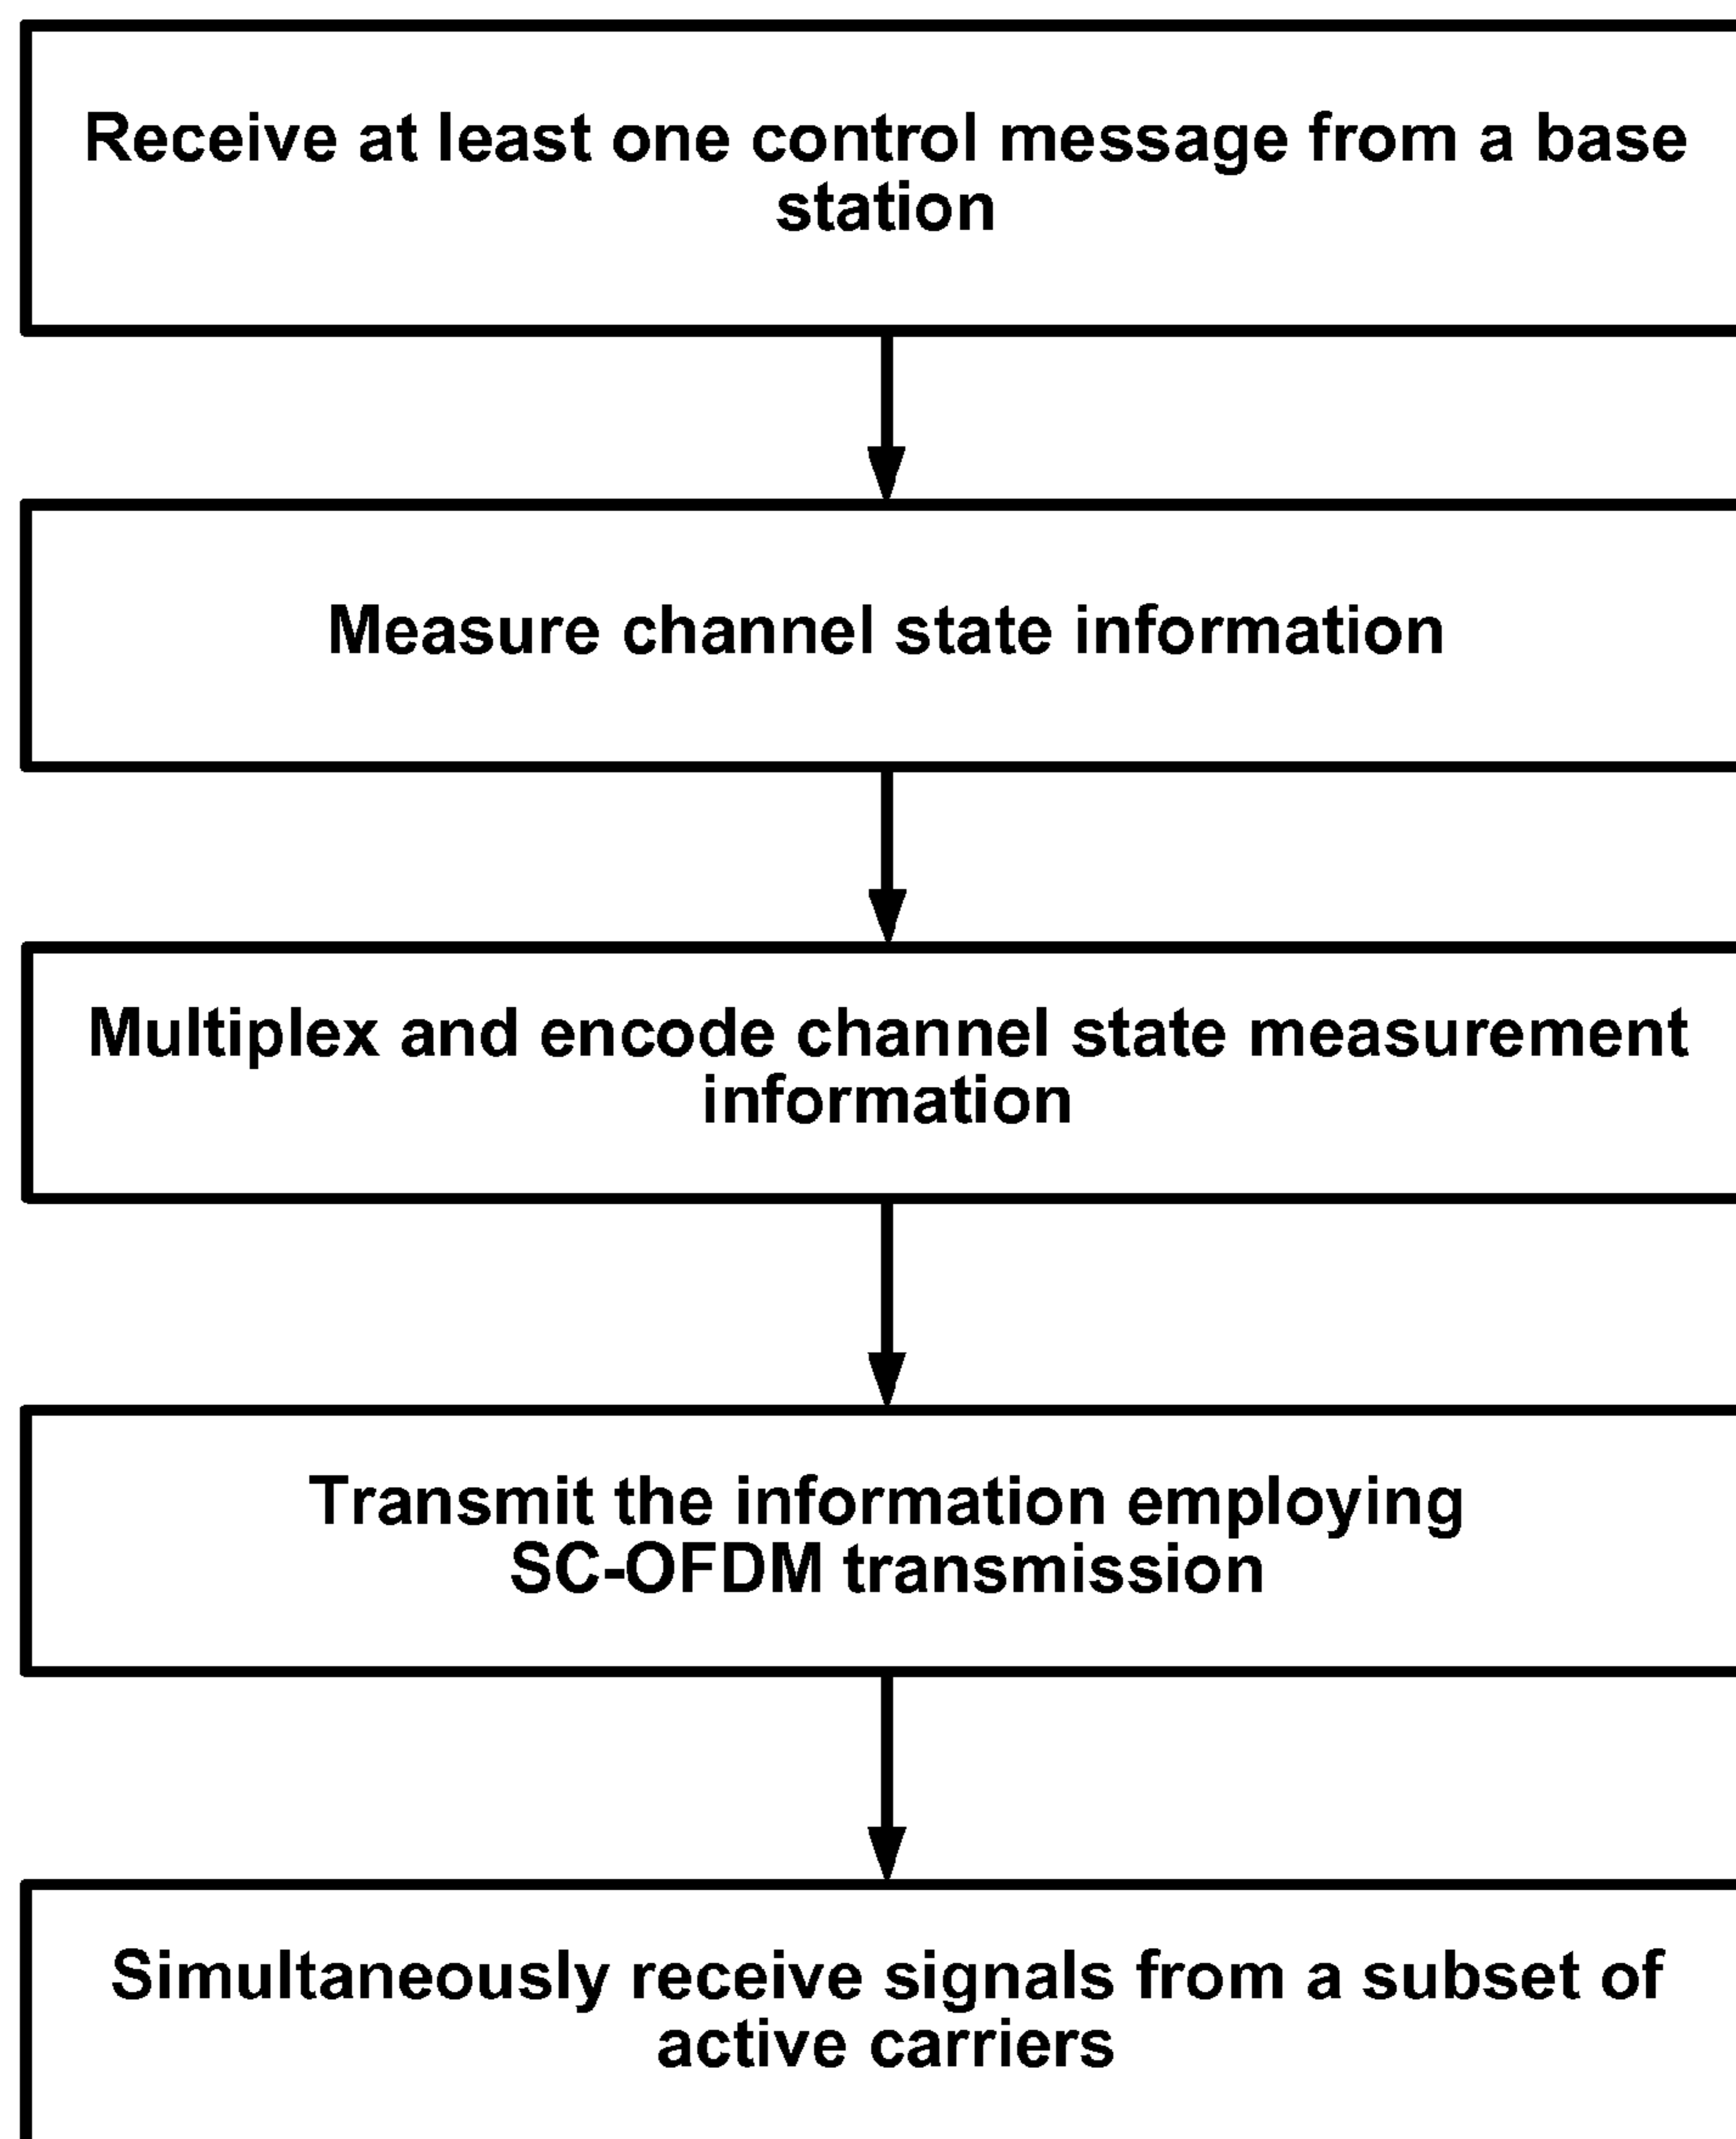 Receive at least one control message from a base
station
Measure channel state information
Multiplex and encode channel state measurement
information
Transmit the information employing
SC-OFDM transmission
Simultaneously receive signals from a subset of
active carriers